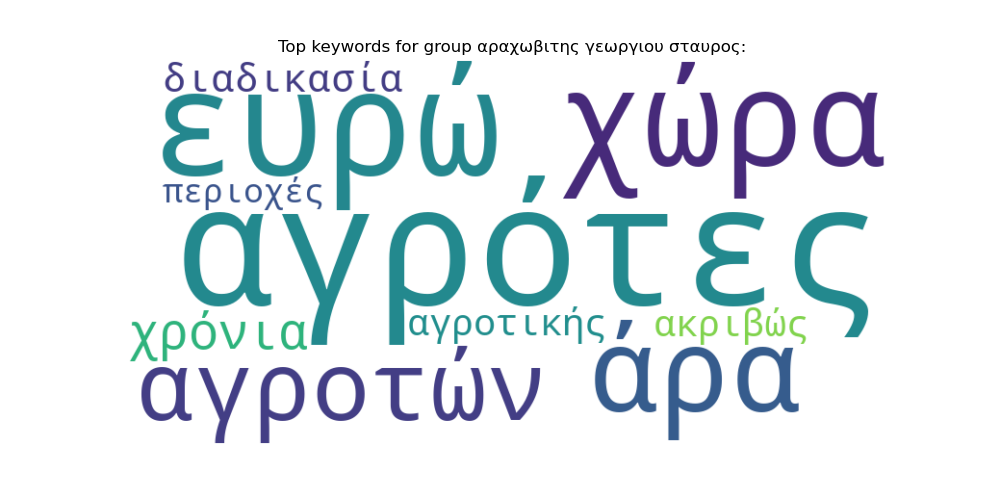 Top keywords for group αραχωβιτης γεωργιου σταυρος:
διαδικασία
ευρώ
χώρα
περιοχές
αγρότες
χρόνια
αγροτικής
ακριβώς
αγροτών
άρα